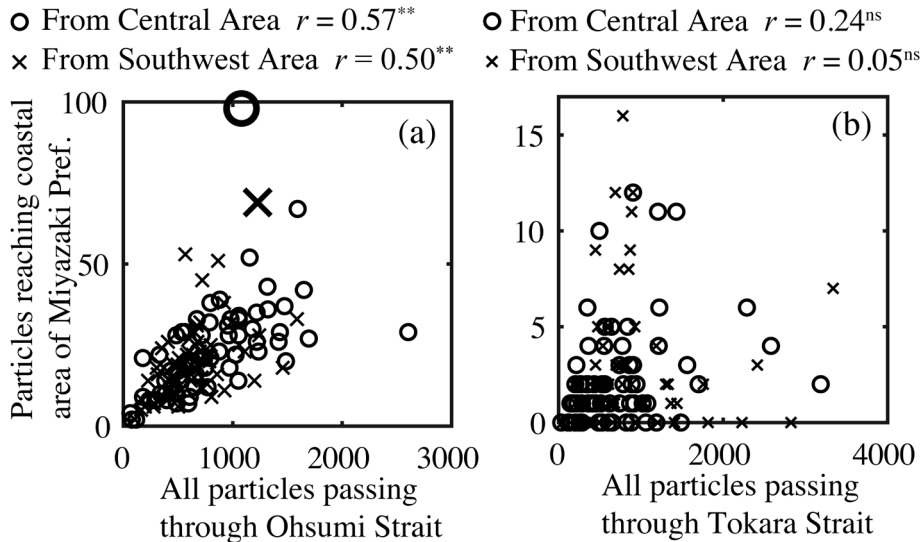 From Central Area r = 0.57**
From Southwest Area r = 0.50**
From Central Area r = 0.24ns
From Southwest Area r = 0.05ns
Particles reaching coastal
area of Miyazaki Pref.
100
50
0
(a)
0 1000 2000 3000
All particles passing
through Ohsumi Strait
15
10
5
0
(b)
0 2000 4000
All particles passing
through Tokara Strait